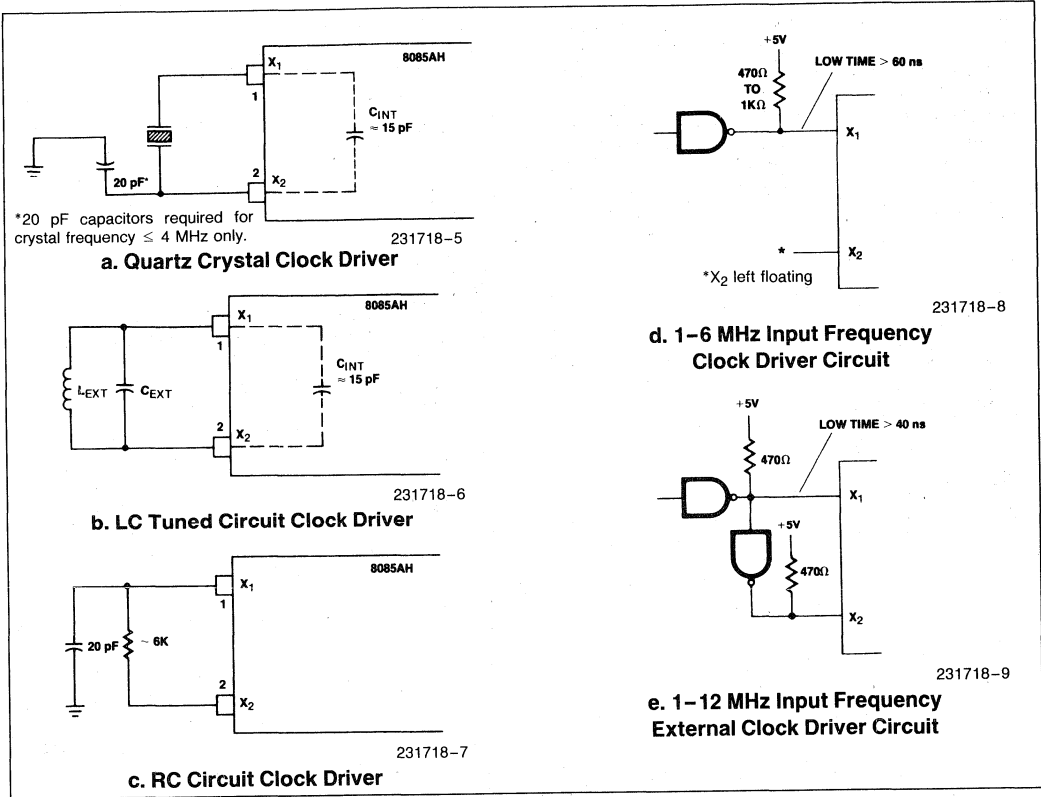 8085AH
X1
1
CINT
≈ 15 pF
20 pF*
2
X2
*20 pF capacitors required for
crystal frequency ≤ 4 MHz only.
231718-5
a. Quartz Crystal Clock Driver
8085AH
X1
1
LEXT
CEXT
CINT
≈ 15 pF
2
X2
231718-6
b. LC Tuned Circuit Clock Driver
8085AH
X1
1
20 pF
~ 6K
2
X2
231718-7
c. RC Circuit Clock Driver
+5V
LOW TIME > 60 ns
470Ω
TO
1KΩ
X1
*
X2
*X2 left floating
231718-8
d. 1-6 MHz Input Frequency
Clock Driver Circuit
+5V
LOW TIME > 40 ns
470Ω
X1
+5V
470Ω
X2
231718-9
e. 1-12 MHz Input Frequency
External Clock Driver Circuit